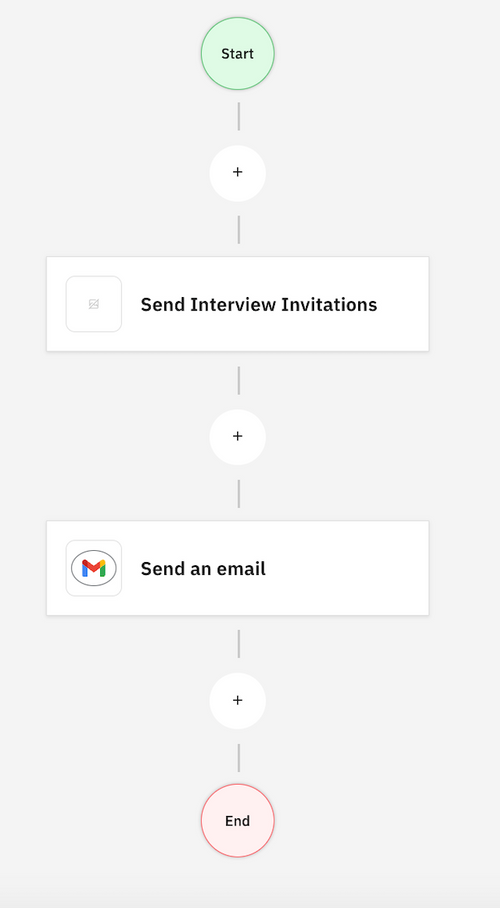 Start
+
Send Interview Invitations
+
Send an email
+
End